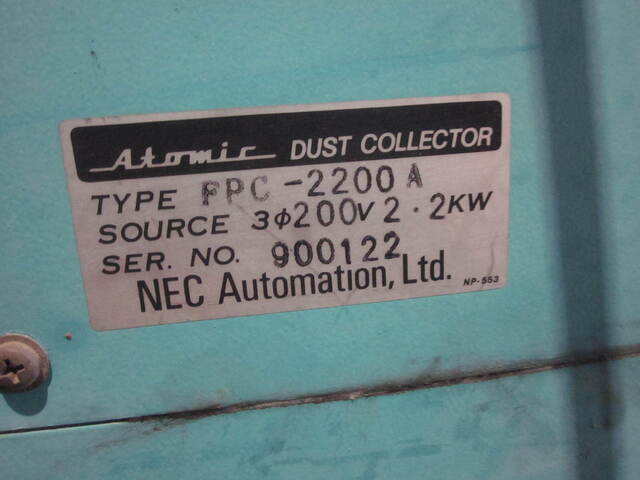 Atomic DUST COLLECTOR
TYPE FPC-2200A
SOURCE 3φ200V 2.2KW
SER. NO. 900122
NEC Automation, Ltd. NP-553